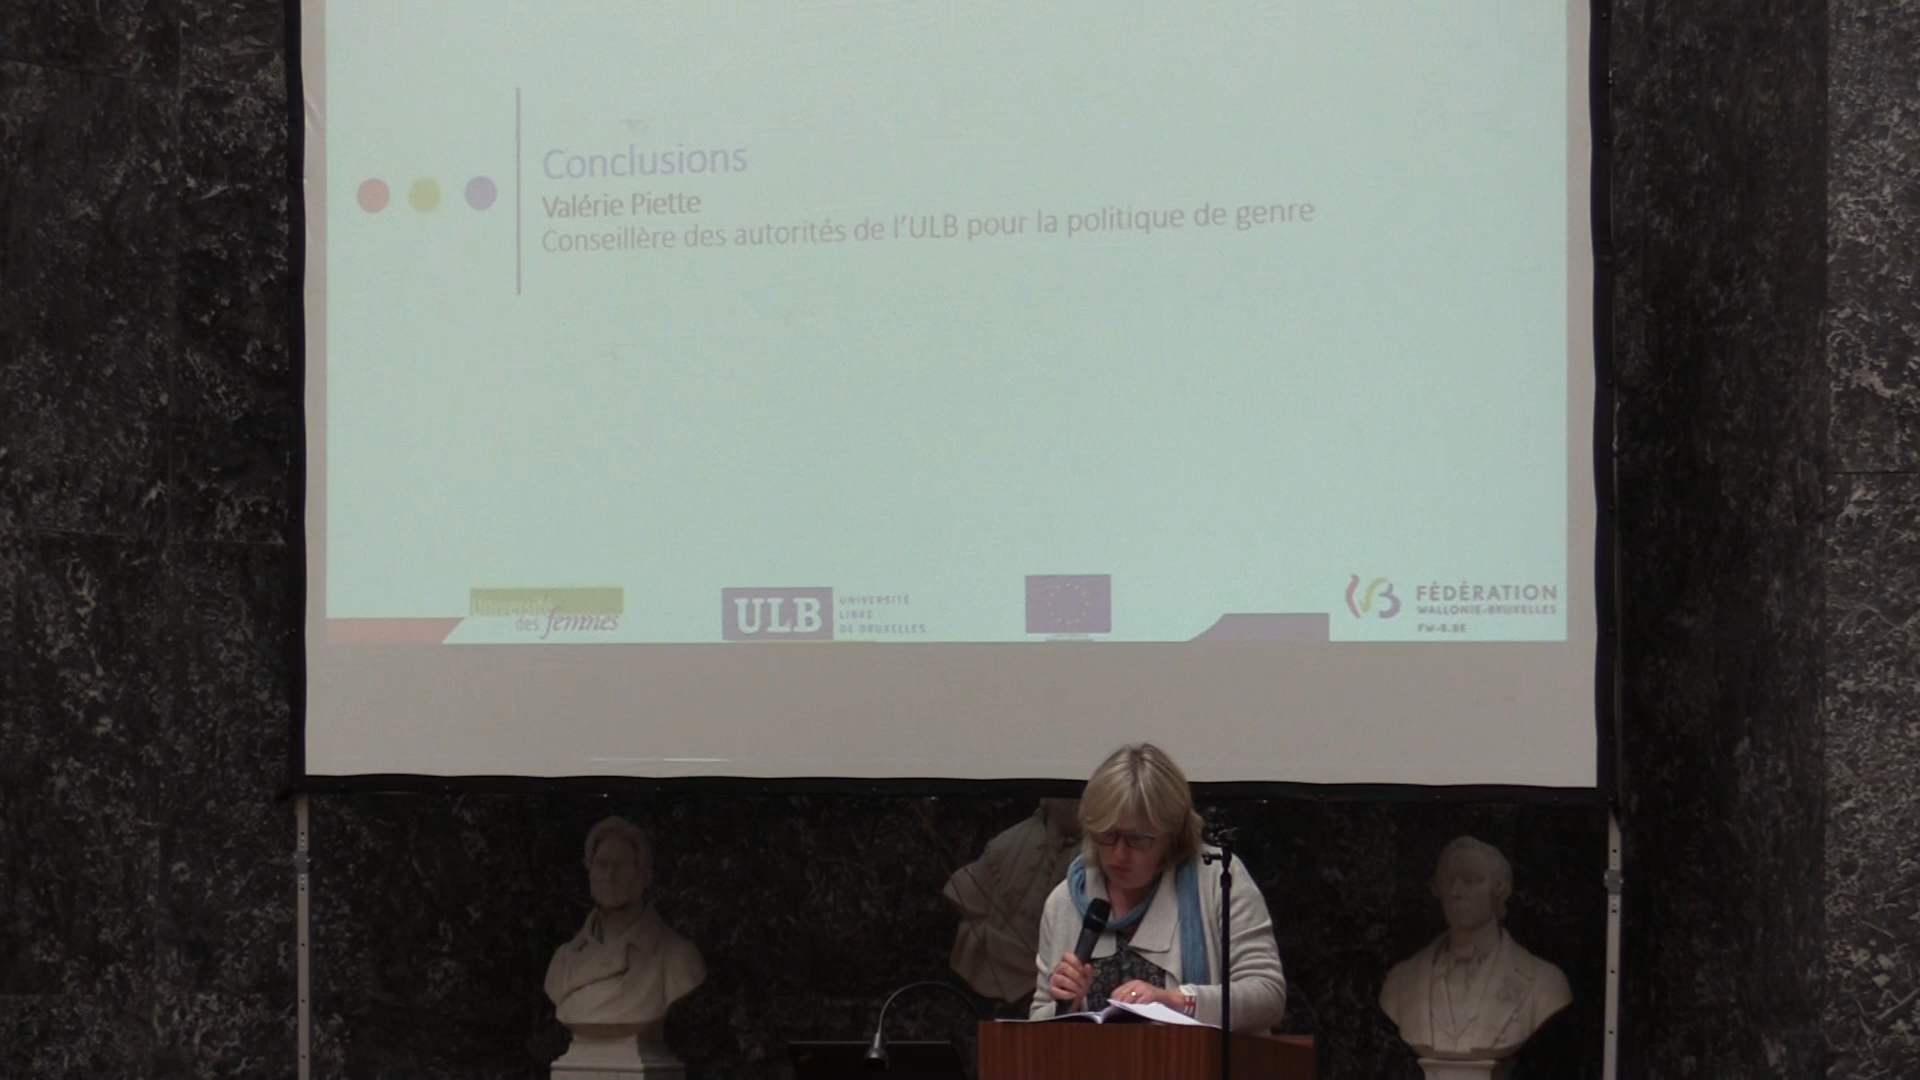 Conclusions
Valérie Piette
Conseillère des autorités de l'ULB pour la politique de genre
Université
des femmes
ULB
UNIVERSITÉ
LIBRE
DE BRUXELLES
FÉDÉRATION
WALLONIE-BRUXELLES
FW-B.BE